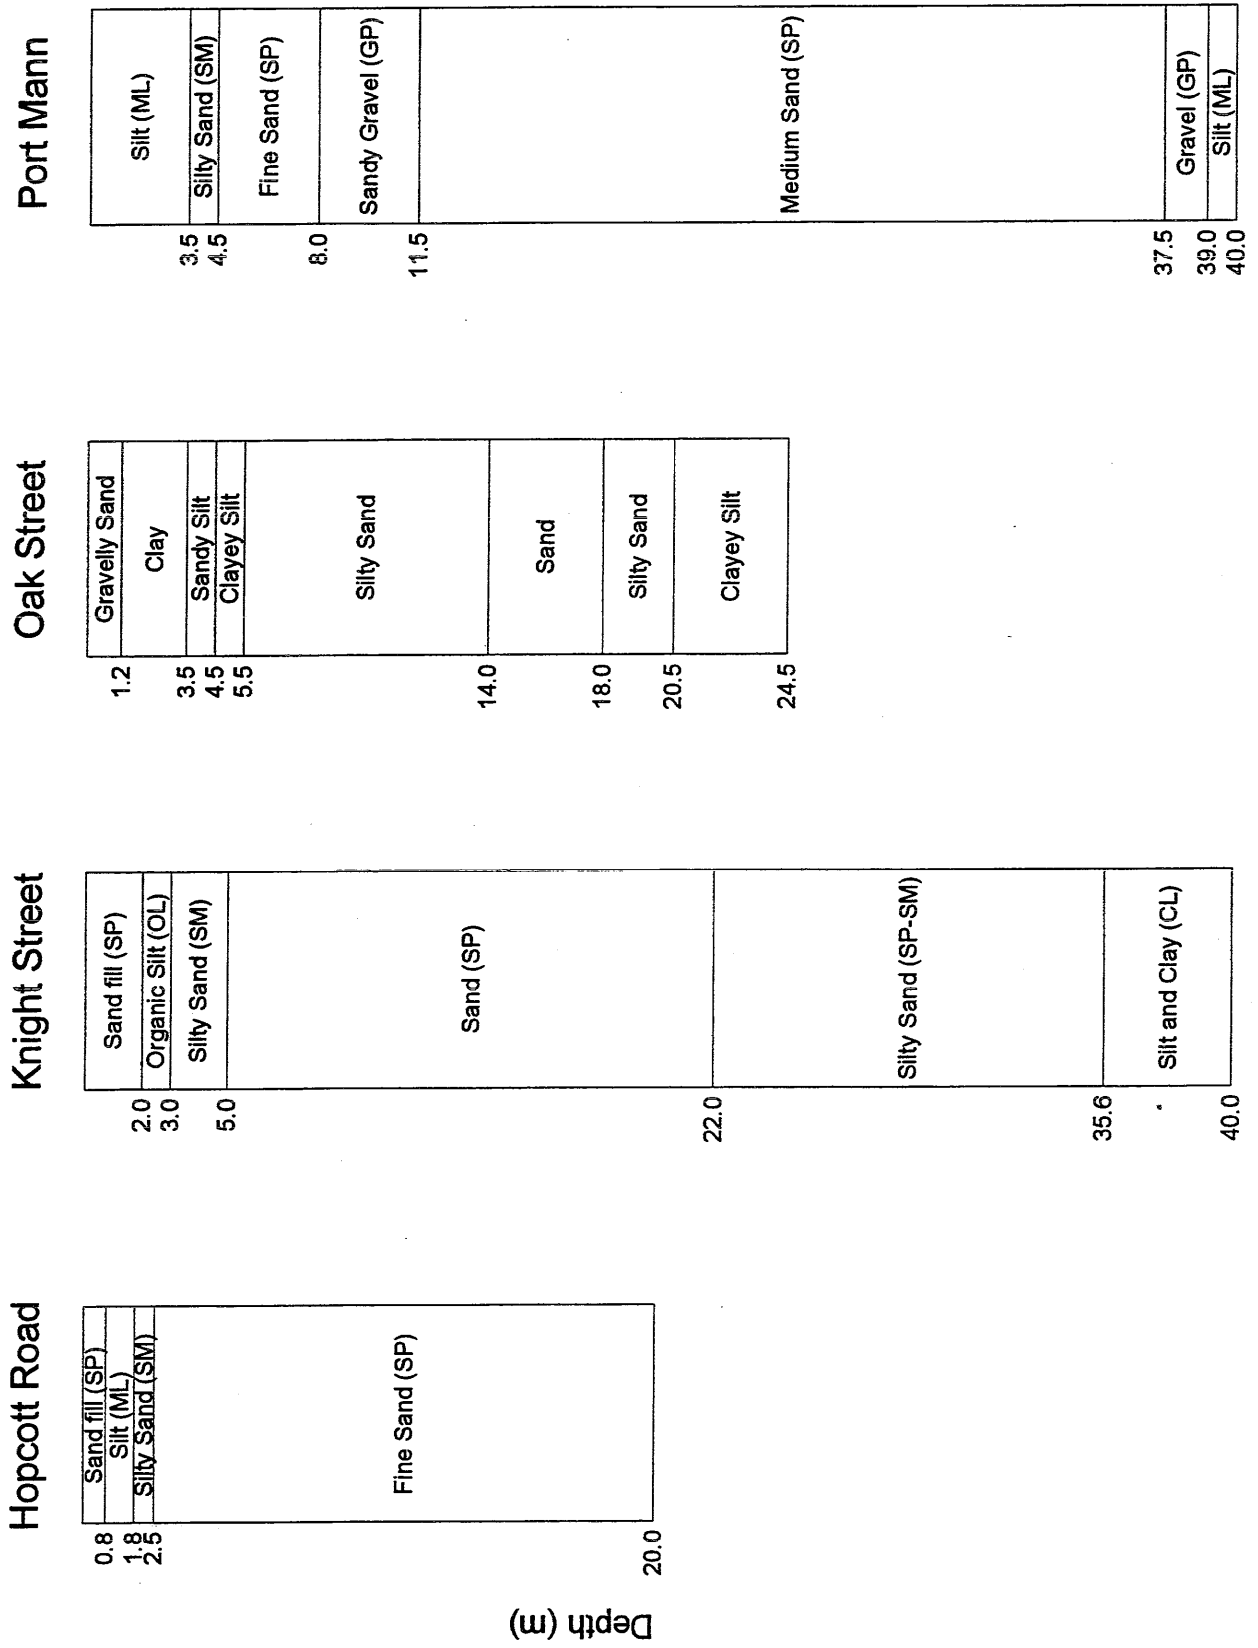 Hopcott Road
Sand fill (SP)
0.8
Silt (ML)
1.8
Silty Sand (SM)
2.5
Fine Sand (SP)
20.0
Depth (m)
Knight Street
Sand fill (SP)
2.0
Organic Silt (OL)
3.0
Silty Sand (SM)
5.0
Sand (SP)
22.0
Silty Sand (SP-SM)
35.6
Silt and Clay (CL)
40.0
Oak Street
Gravelly Sand
1.2
Clay
3.5
Sandy Silt
4.5
Clayey Silt
5.5
Silty Sand
14.0
Sand
18.0
Silty Sand
20.5
Clayey Silt
24.5
Port Mann
Silt (ML)
3.5
Silty Sand (SM)
4.5
Fine Sand (SP)
8.0
Sandy Gravel (GP)
11.5
Medium Sand (SP)
37.5
Gravel (GP)
39.0
Silt (ML)
40.0